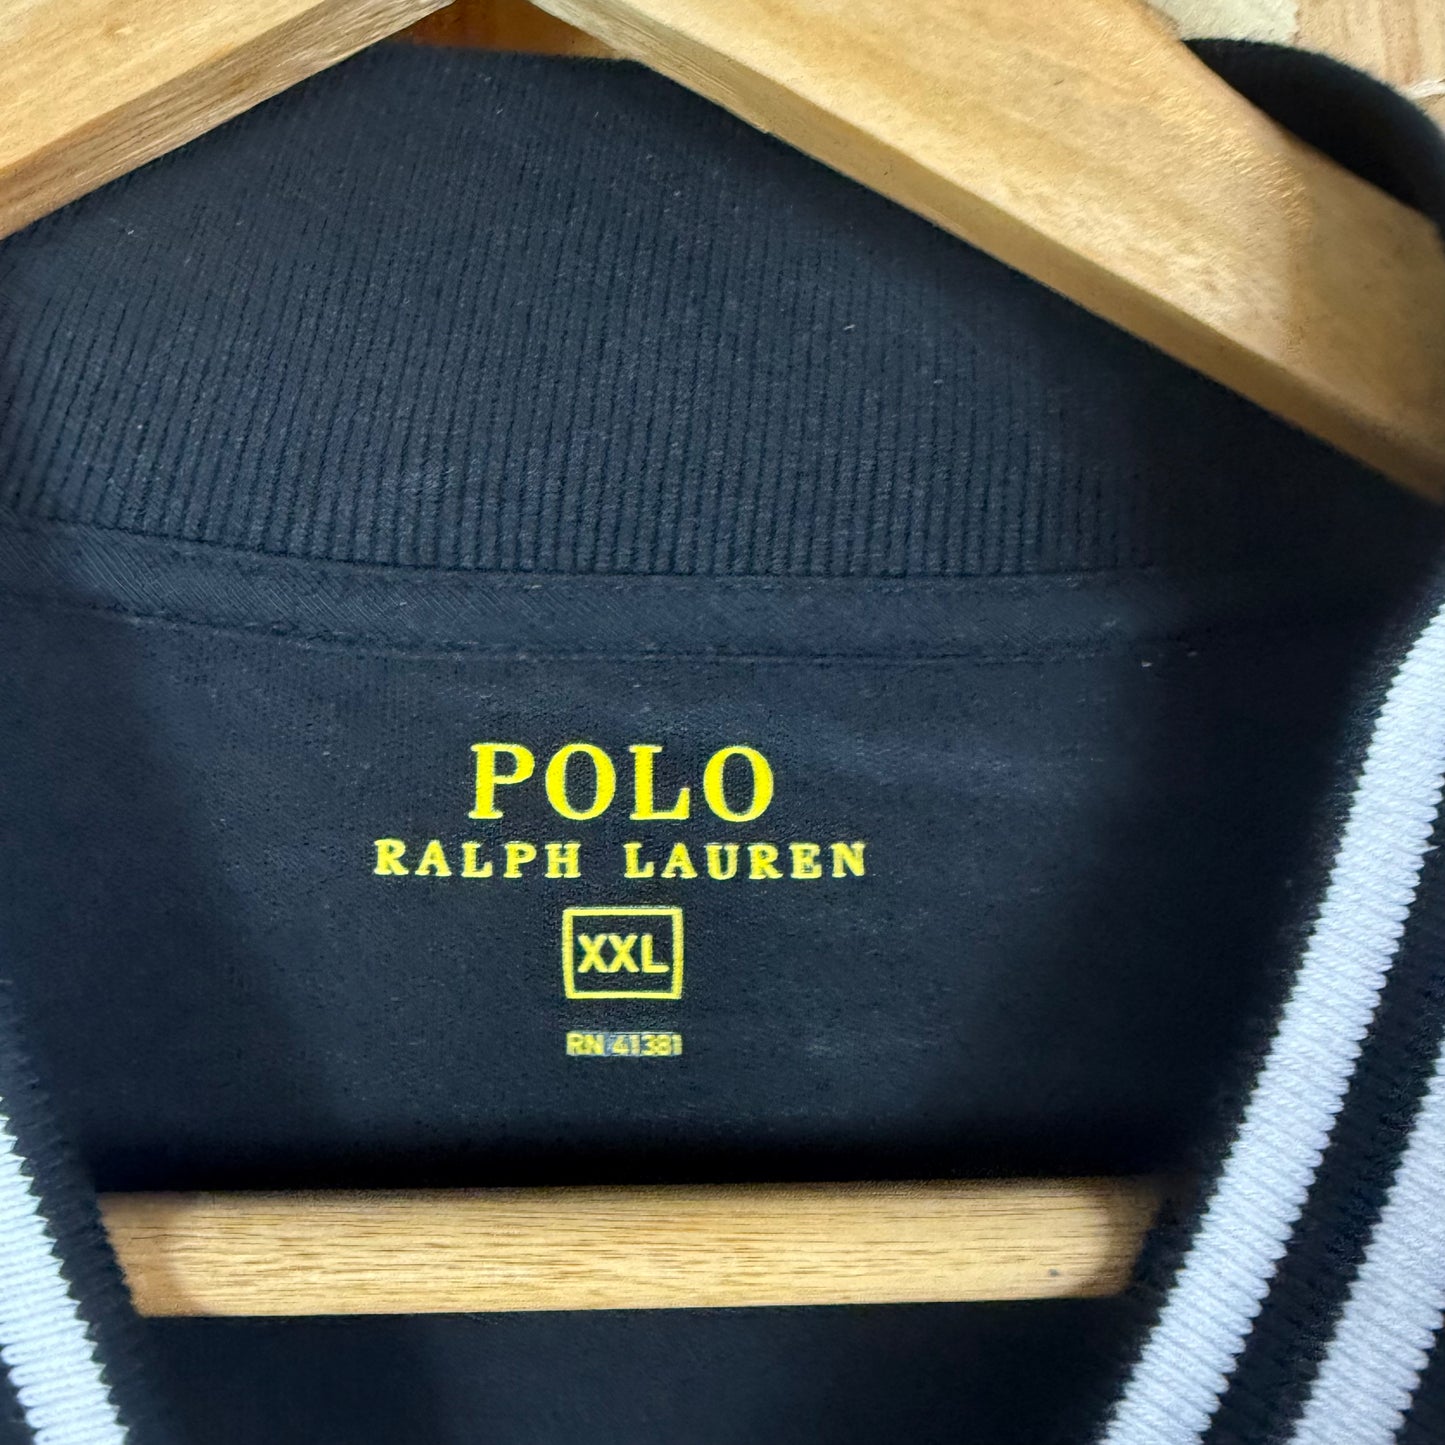 POLO
RALPH LAUREN
XXL
RN 41381